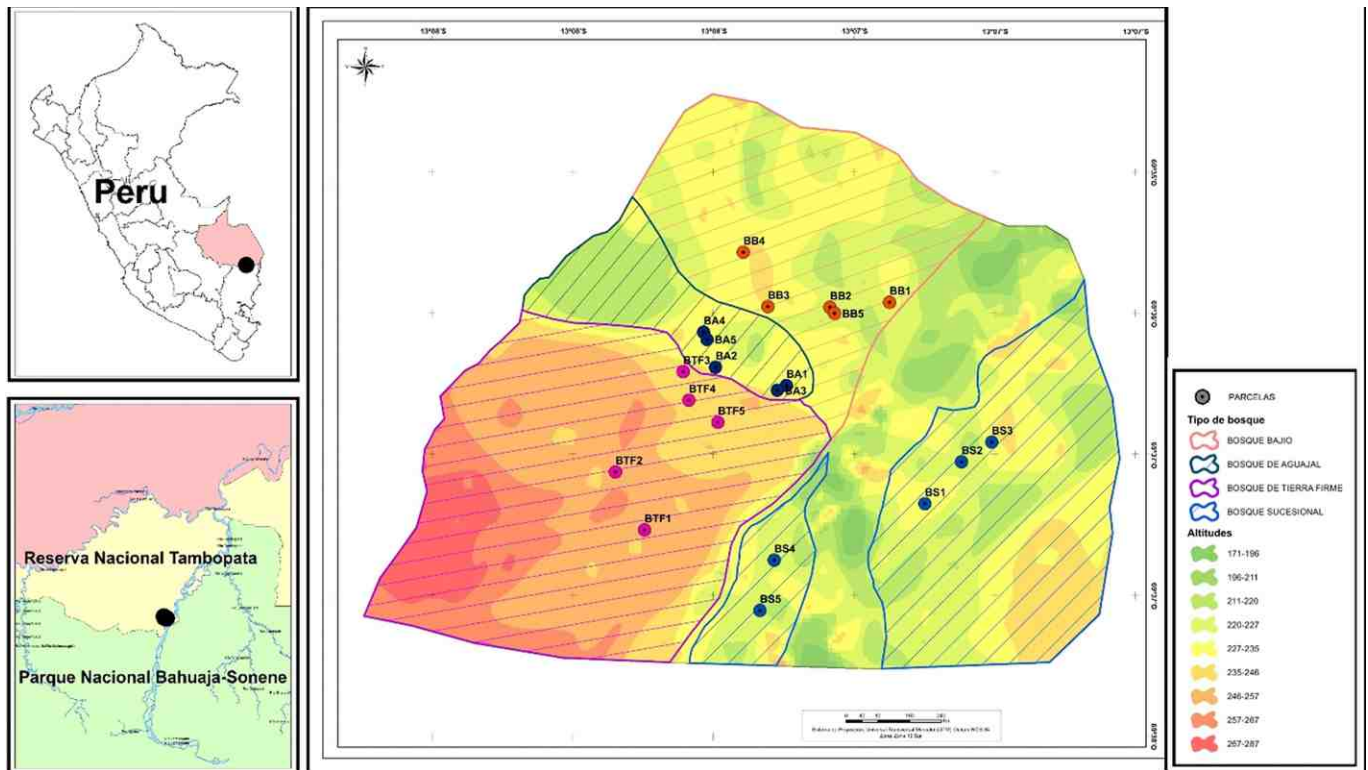 Peru
Reserva Nacional Tambopata
Parque Nacional Bahuaja-Sonene
13°08'S
13°08'S
13°08'S
13°07'S
13°07'S
13°07'S
BB4
BB3
BB2
BB1
BB5
BA4
BA5
BTF3
BA2
BA1
BA3
BTF4
BTF5
BTF2
BTF1
BS3
BS2
BS1
BS4
BS5
PARCELAS
Tipo de bosque
BOSQUE BAJIO
BOSQUE DE AGUAJAL
BOSQUE DE TIERRA FIRME
BOSQUE SUCESIONAL
Altitudes
171-196
196-211
211-220
220-227
227-235
235-246
246-257
257-267
267-287